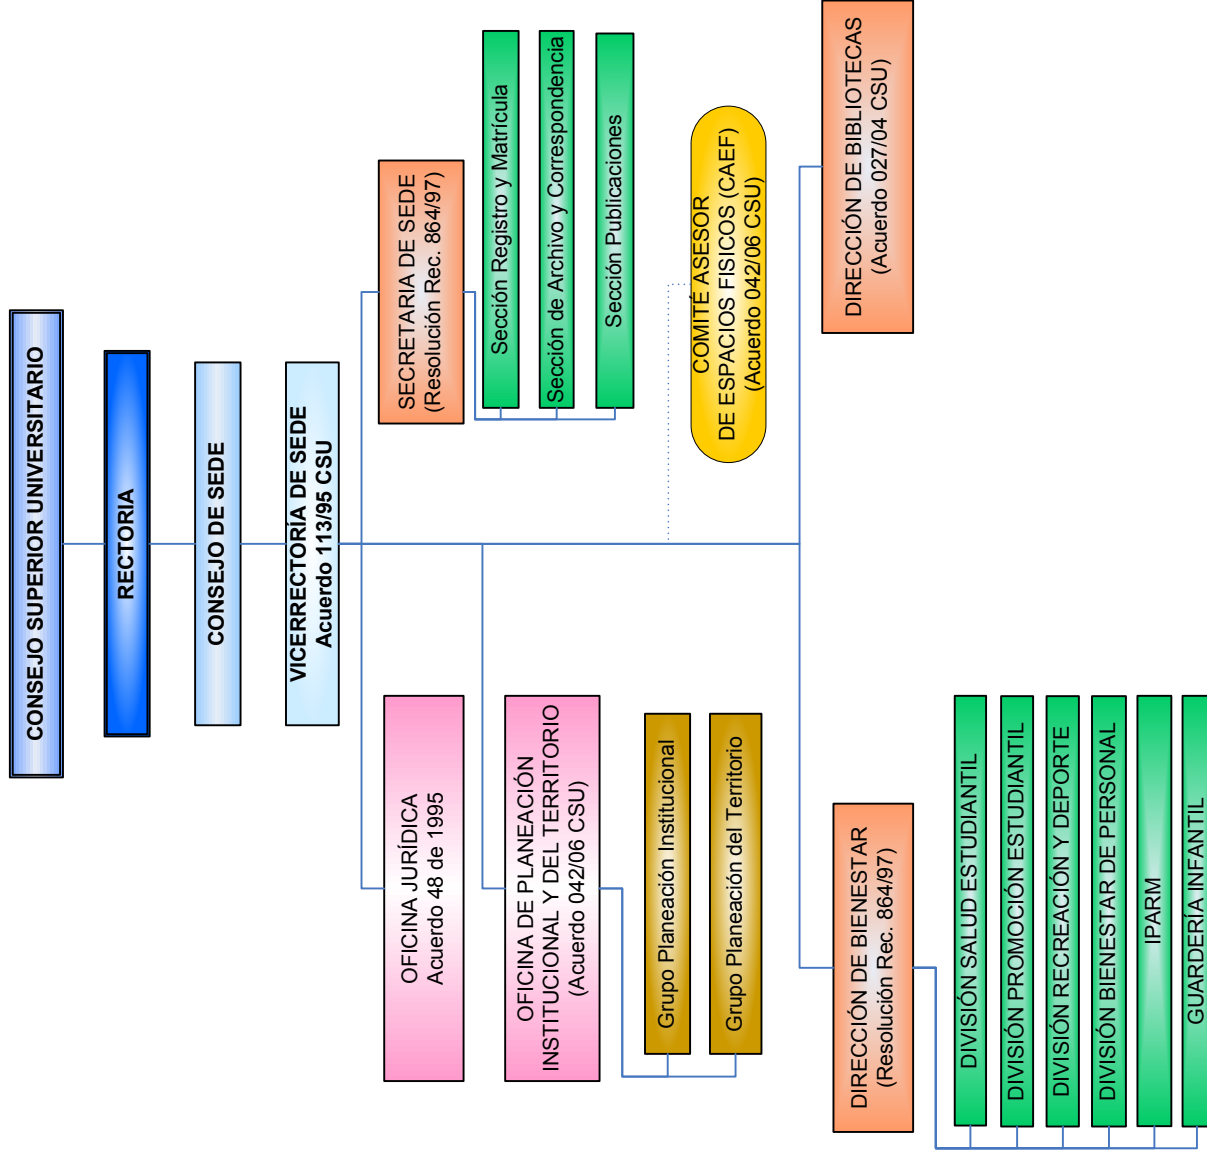 CONSEJO SUPERIOR UNIVERSITARIO
RECTORIA
CONSEJO DE SEDE
VICERRECTORÍA DE SEDE
Acuerdo 113/95 CSU
OFICINA JURÍDICA
Acuerdo 48 de 1995
SECRETARIA DE SEDE
(Resolución Rec. 864/97)
Sección Registro y Matrícula
Sección de Archivo y Correspondencia
Sección Publicaciones
OFICINA DE PLANEACIÓN
INSTITUCIONAL Y DEL TERRITORIO
(Acuerdo 042/06 CSU)
Grupo Planeación Institucional
Grupo Planeación del Territorio
COMITÉ ASESOR
DE ESPACIOS FISICOS (CAEF)
(Acuerdo 042/06 CSU)
DIRECCIÓN DE BIENESTAR
(Resolución Rec. 864/97)
DIVISIÓN SALUD ESTUDIANTIL
DIVISIÓN PROMOCIÓN ESTUDIANTIL
DIVISIÓN RECREACIÓN Y DEPORTE
DIVISIÓN BIENESTAR DE PERSONAL
IPARM
GUARDERÍA INFANTIL
DIRECCIÓN DE BIBLIOTECAS
(Acuerdo 027/04 CSU)